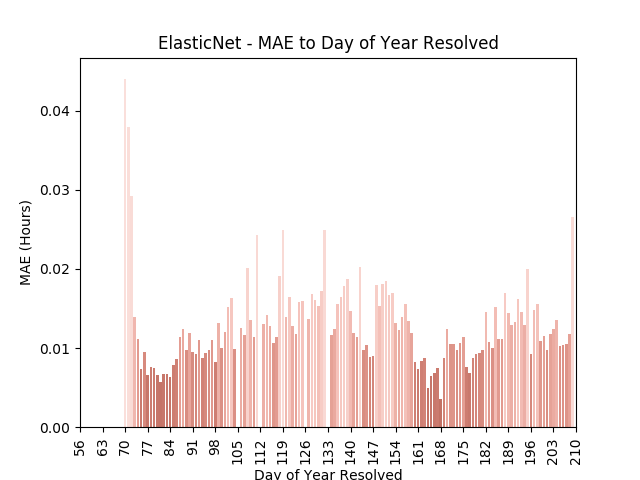 ElasticNet - MAE to Day of Year Resolved
MAE (Hours)
0.04
0.03
0.02
0.01
0.00
56 63 70 77 84 91 98 105 112 119 126 133 140 147 154 161 168 175 182 189 196 203 210
Day of Year Resolved